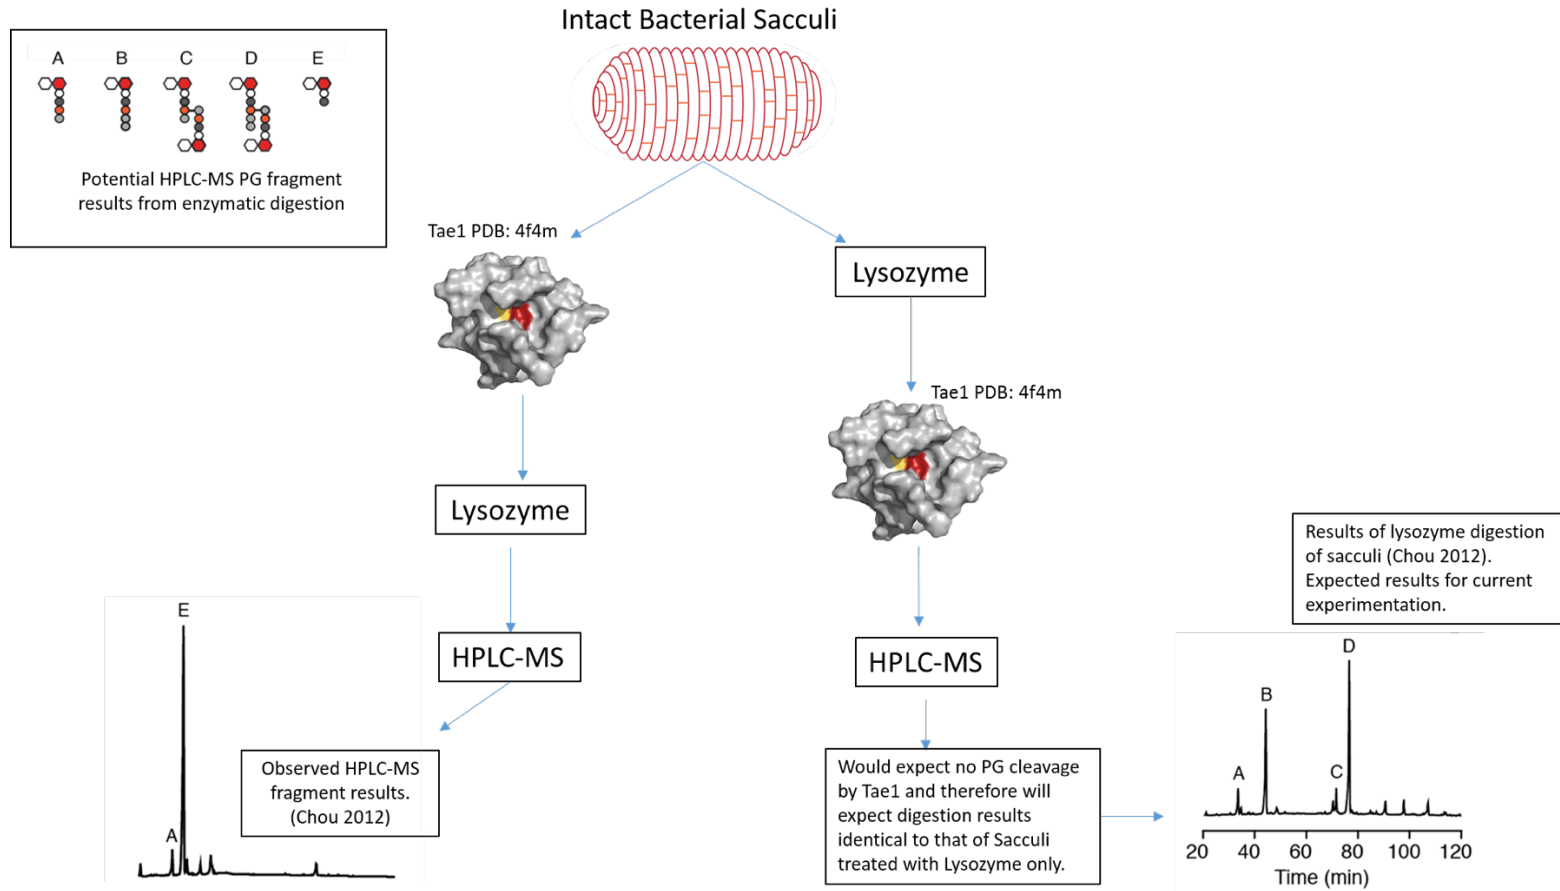 Intact Bacterial Sacculi
A B C D E
Potential HPLC-MS PG fragment
results from enzymatic digestion
Tae1 PDB: 4f4m
Lysozyme
Tae1 PDB: 4f4m
Lysozyme
HPLC-MS
HPLC-MS
E
A
Observed HPLC-MS
fragment results.
(Chou 2012)
Would expect no PG cleavage
by Tae1 and therefore will
expect digestion results
identical to that of Sacculi
treated with Lysozyme only.
Results of lysozyme digestion
of sacculi (Chou 2012).
Expected results for current
experimentation.
D
B
A
C
20 40 60 80 100 120
Time (min)